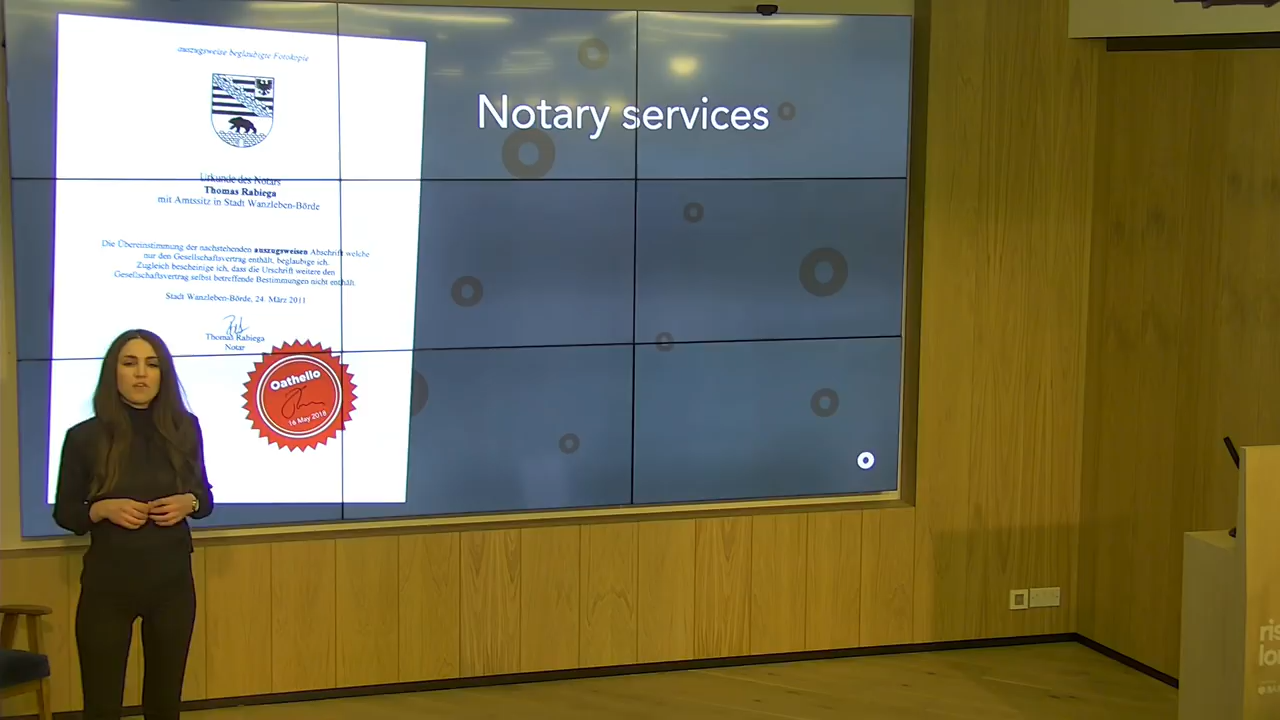 auszugsweise beglaubigte Fotokopie
Urkunde des Notars
Thomas Rabiega
mit Amtssitz in Stadt Wanzleben-Börde
Die Übereinstimmung der nachstehenden auszugsweisen Abschrift welche
nur den Gesellschaftsvertrag enthält, beglaubige ich.
Zugleich bescheinige ich, dass die Urschrift weitere den
Gesellschaftsvertrag selbst betreffende Bestimmungen nicht enthält.
Stadt Wanzleben-Börde, 24. März 2011
Thomas Rabiega
Notar
Oathello
16 May 2018
Notary services